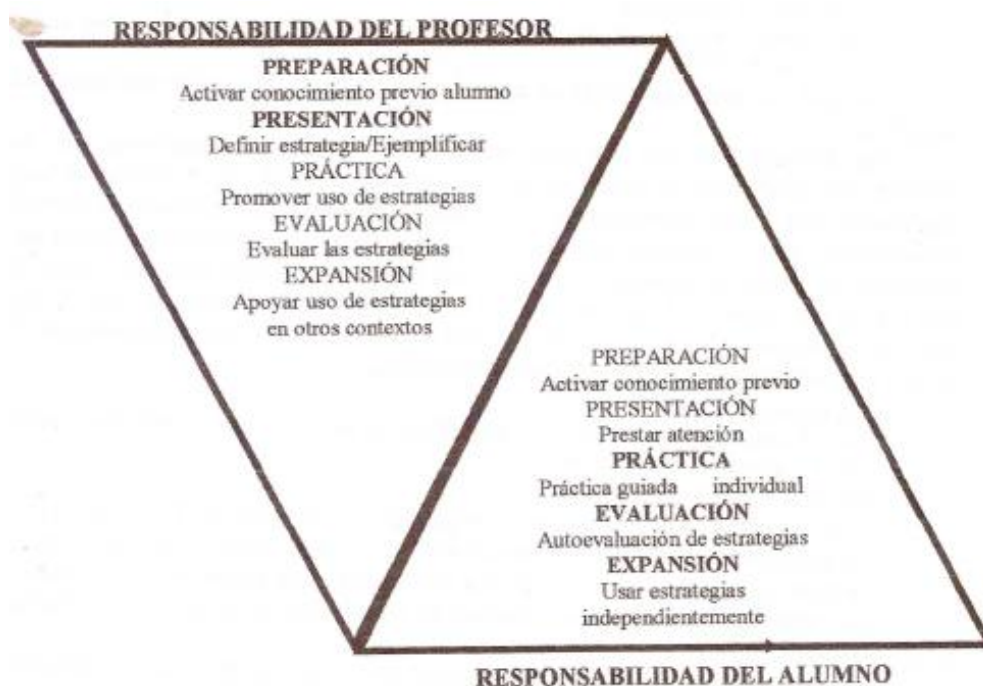 RESPONSABILIDAD DEL PROFESOR
PREPARACIÓN
Activar conocimiento previo alumno
PRESENTACIÓN
Definir estrategia/Ejemplificar
PRÁCTICA
Promover uso de estrategias
EVALUACIÓN
Evaluar las estrategias
EXPANSIÓN
Apoyar uso de estrategias
en otros contextos
PREPARACIÓN
Activar conocimiento previo
PRESENTACIÓN
Prestar atención
PRÁCTICA
Práctica guiada individual
EVALUACIÓN
Autoevaluación de estrategias
EXPANSIÓN
Usar estrategias
independientemente
RESPONSABILIDAD DEL ALUMNO